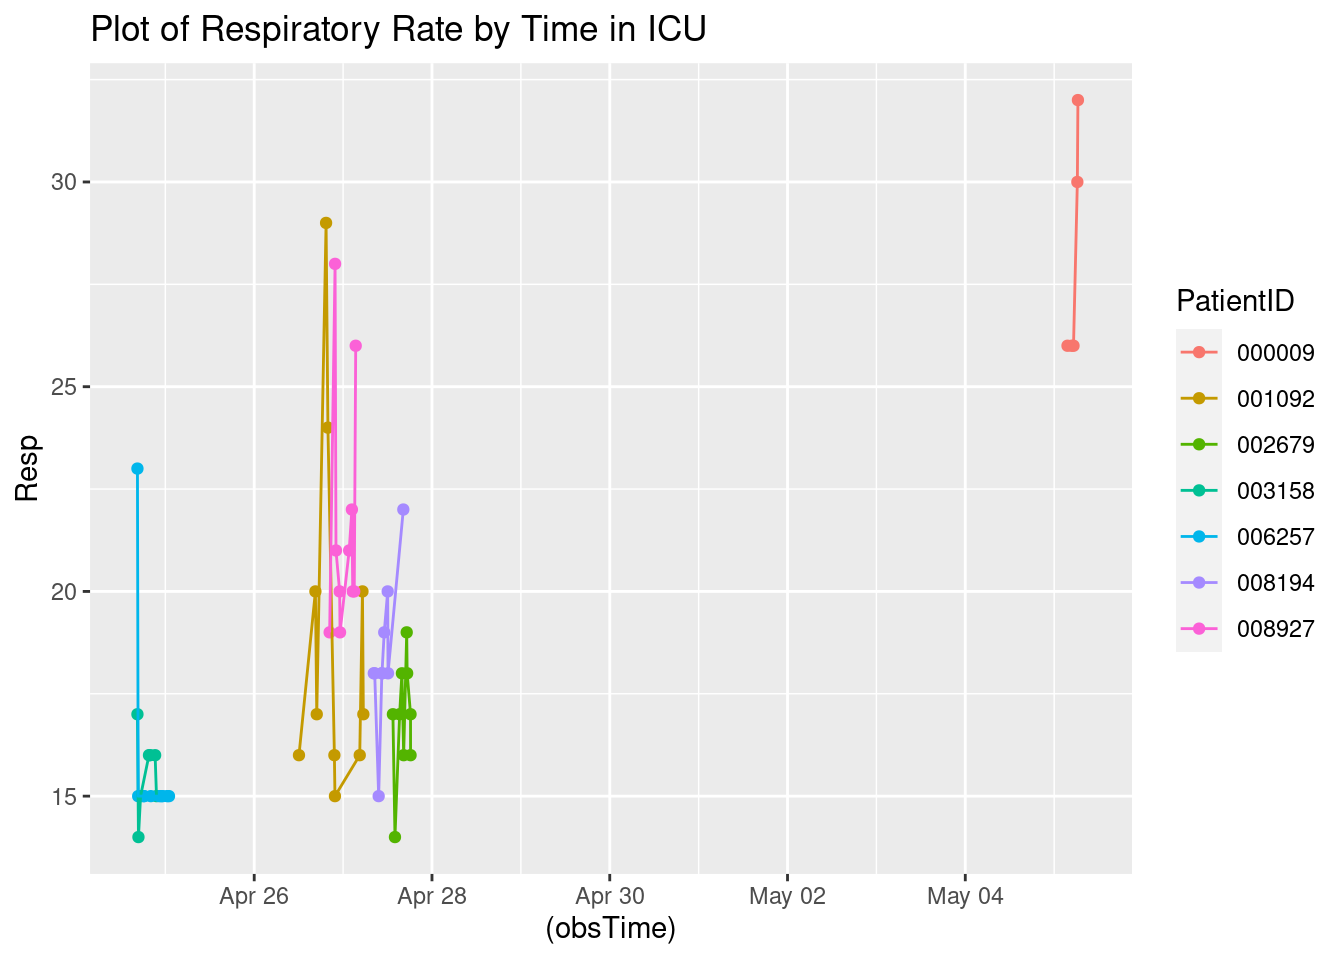 Plot of Respiratory Rate by Time in ICU
Resp
30
25
20
15
Apr 26
Apr 28
Apr 30
May 02
May 04
(obsTime)
PatientID
000009
001092
002679
003158
006257
008194
008927